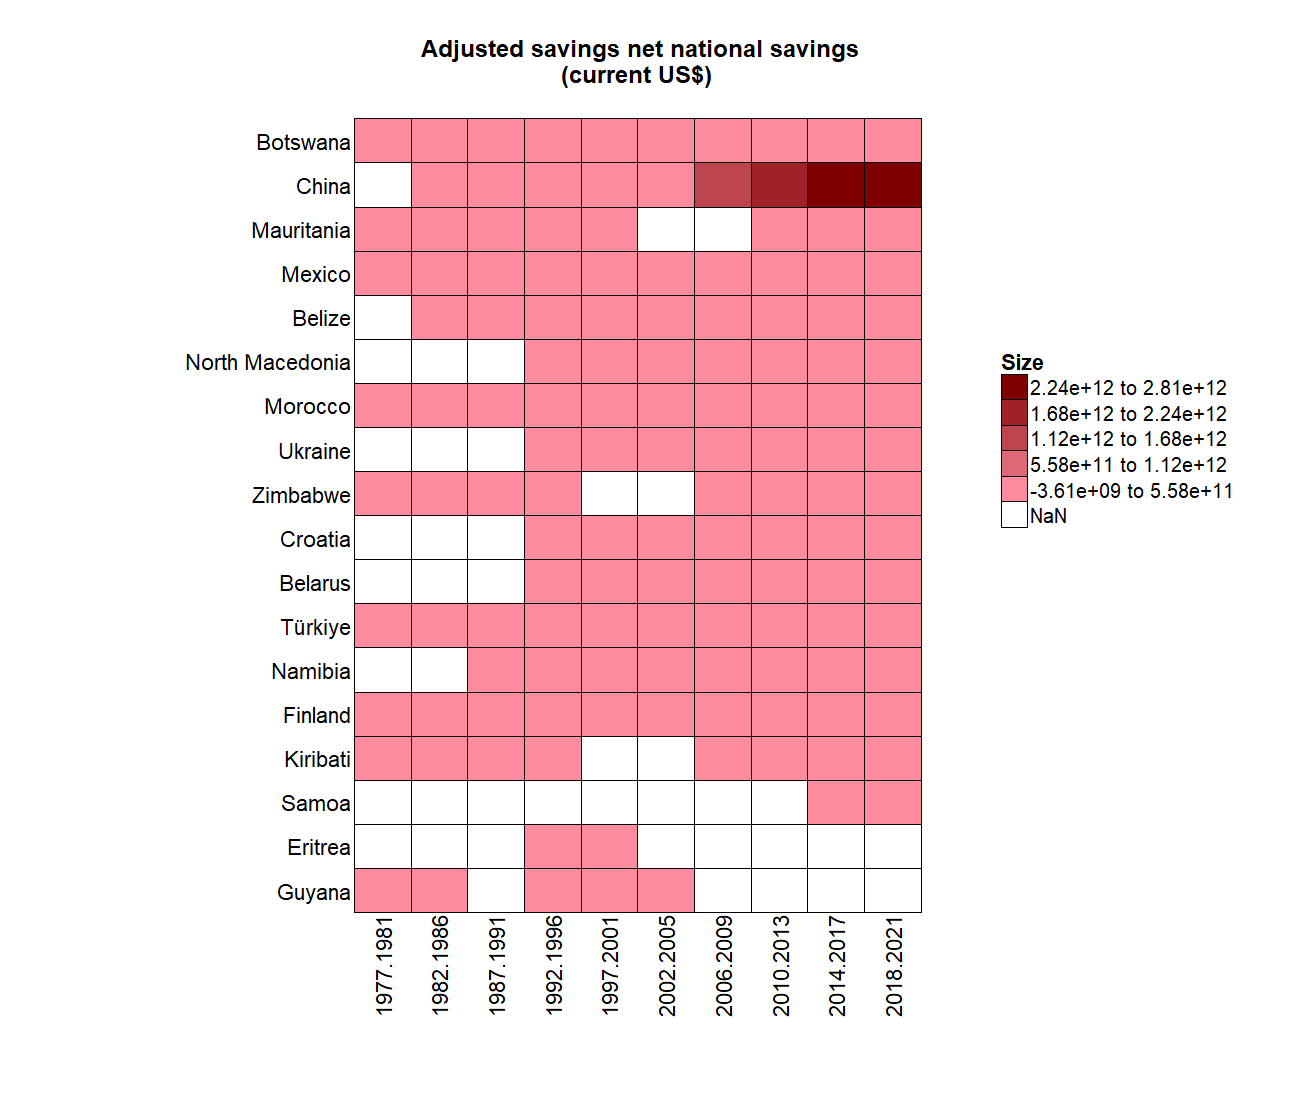 Adjusted savings net national savings
(current US$)
Botswana
China
Mauritania
Mexico
Belize
North Macedonia
Morocco
Ukraine
Zimbabwe
Croatia
Belarus
Türkiye
Namibia
Finland
Kiribati
Samoa
Eritrea
Guyana
1977.1981
1982.1986
1987.1991
1992.1996
1997.2001
2002.2005
2006.2009
2010.2013
2014.2017
2018.2021
Size
2.24e+12 to 2.81e+12
1.68e+12 to 2.24e+12
1.12e+12 to 1.68e+12
5.58e+11 to 1.12e+12
-3.61e+09 to 5.58e+11
NaN